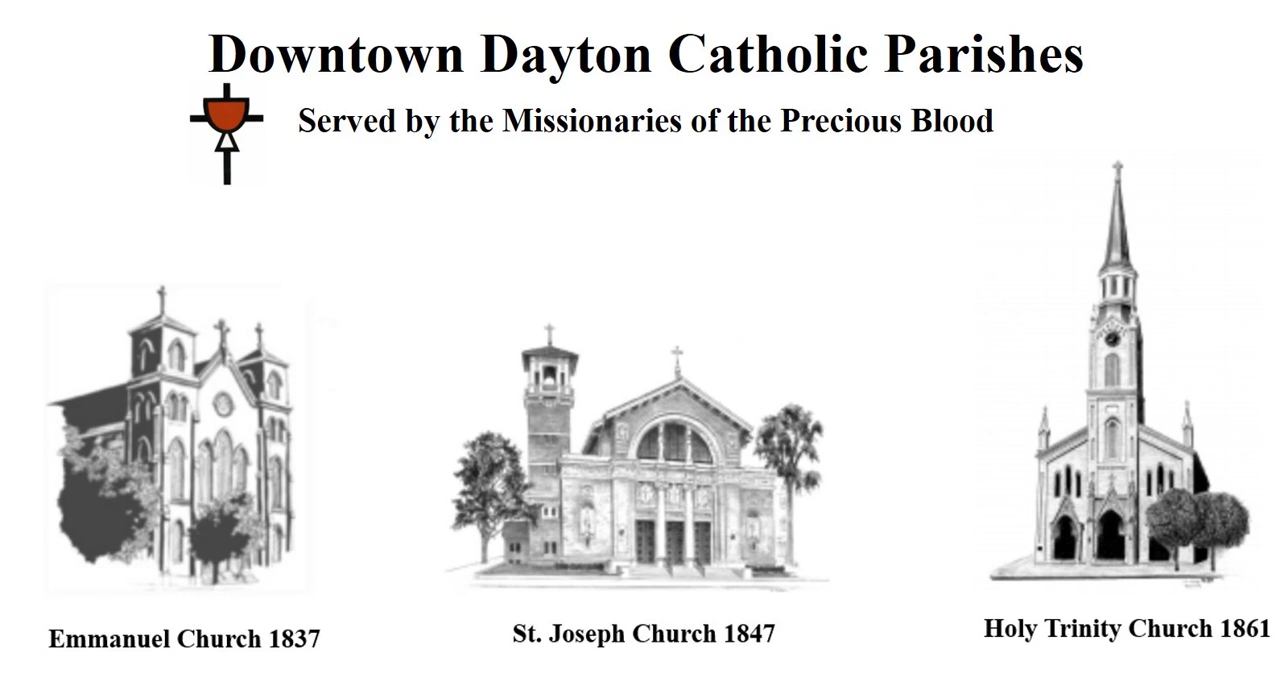 Downtown Dayton Catholic Parishes
Served by the Missionaries of the Precious Blood
Emmanuel Church 1837
St. Joseph Church 1847
Holy Trinity Church 1861